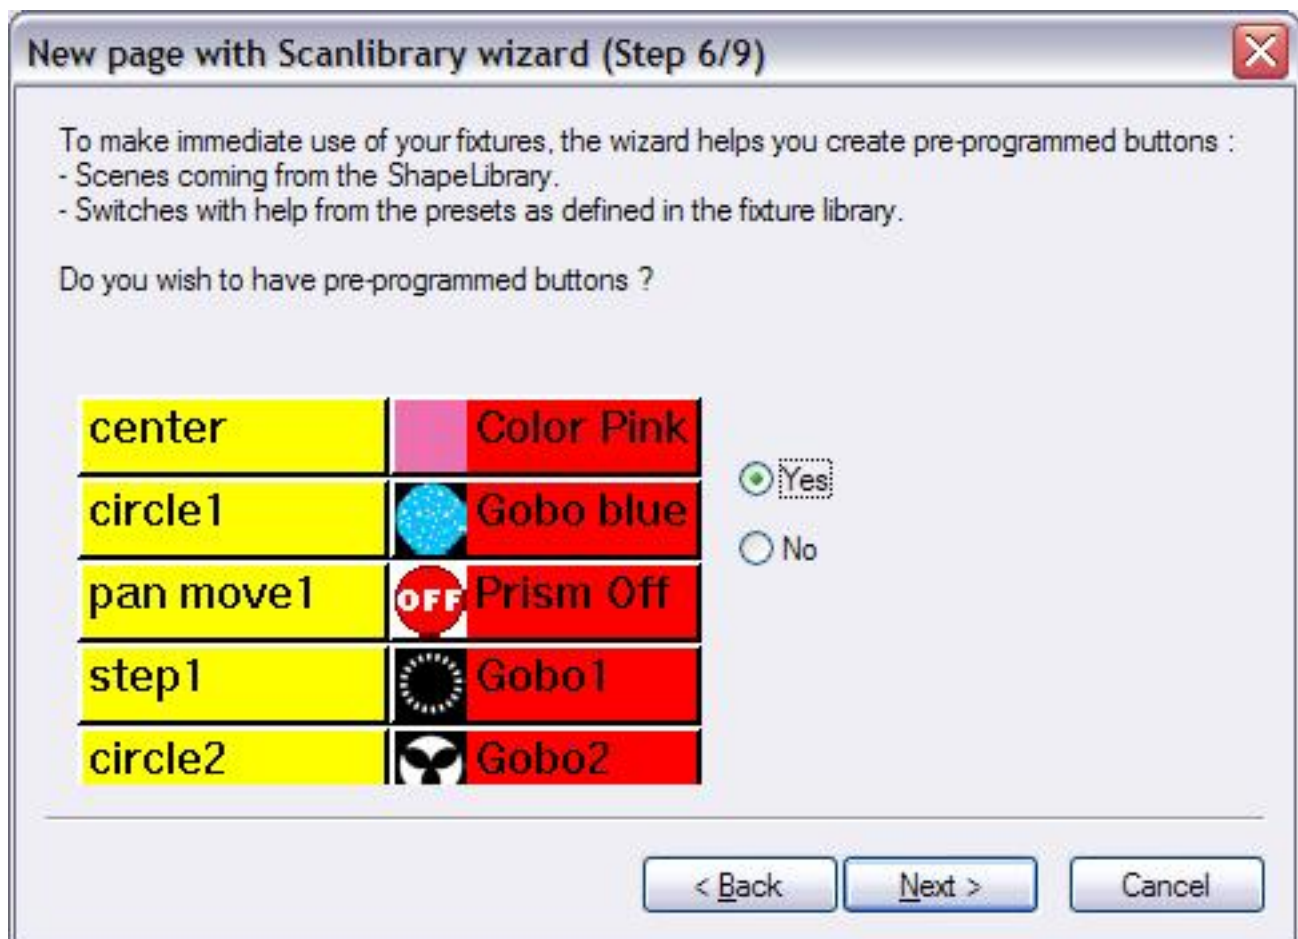 New page with Scanlibrary wizard (Step 6/9)
To make immediate use of your fixtures, the wizard helps you create pre-programmed buttons :
- Scenes coming from the ShapeLibrary.
- Switches with help from the presets as defined in the fixture library.
Do you wish to have pre-programmed buttons ?
center
Color Pink
circle1
Gobo blue
pan move1
OFF
Prism Off
step1
Gobo1
circle2
Gobo2
Yes
No
< Back
Next >
Cancel